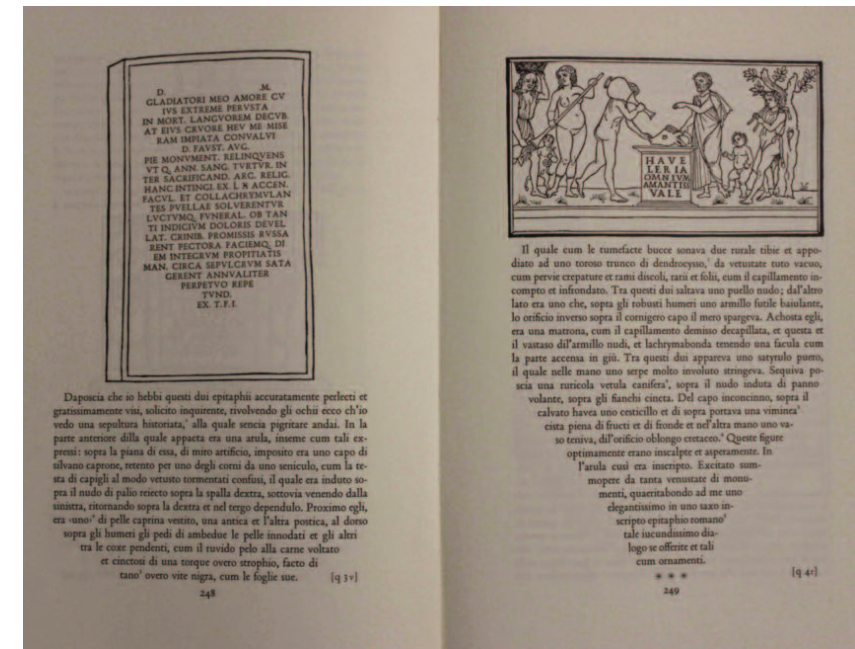 D. M.
GLADIATORI MEO AMORE CV
IVS EXTREME PERVSTA
IN MORT. LANGVOREM DECVB.
AT EIVS CRVORE HEV ME MISE
RAM IMPIATA CONVALVI
D. FAVST. AVG.
PIE MONVMENT. RELINQVENS
VT Q. ANN. SANG. TVRTVR. IN
TER SACRIFICAND. ARC. RELIG.
HANC INTINGI. EX. L ACCEN.
FACVL. ET COLLACHRYMVLAN
TES PVELLAE SOLVERENTVR
LVCTVMQ. FVNERAL. OB TAN
TI INDICIVM DOLORIS DEVEL
LAT. CRINIB. PROMISSIS RVSSA
RENT PECTORA FACIEMQ. DI
EM INTEGRVM PROPITIATIS
MAN. CIRCA SEPVLCRVM SATA
GERENT ANNVALITER
PERPETVO REPE
TVND.
EX. T. F. I.
Daposcia che io hebbi questi dui epitaphii accuratamente perlecti et
gratissimamente visi, solicito inquirente, rivolvendo gli ochii ecco ch'io
vedo una sepultura historiata,' alla quale sencia pigritare andai. In la
parte anteriore dilla quale appacta era una arula, inseme cum tali ex-
pressi: sopra la piana di essa, di miro artificio, imposito era uno capo di
silvano caprone, retento per uno degli corni da uno seniculo, cum la te-
sta di capigli al modo vetusto tormentati confusi, il quale era induto so-
pra il nudo di palio reiecto sopra la spalla dextra, sottovia venendo dalla
sinistra, ritornando sopra la dextra et nel tergo dependulo. Proximo egli,
era ‹uno›' di pelle caprina vestito, una antica et l'altra postica, al dorso
sopra gli humeri gli pedi di ambedue le pelle innodati et gli altri
tra le coxe pendenti, cum il ruvido pelo alla carne voltato
et cinctosi di una torque overo strophio, facto di
tano' overo vite nigra, cum le foglie sue. [q 3v]
248
HAVE
LERIA
OMNIVM
AMANTISS
VALE
Il quale cum le tumefacte bucce sonava due rurale tibie et appo-
diato ad uno toroso trunco di dendrocysso,' da vetustate tuto vacuo,
cum pervie crepature et rami discoli, tarii et folii, cum il capillamento in-
compto et infrondato. Tra questi dui saltava uno puello nudo; dal'altro
lato era uno che, sopra gli robusti humeri uno armillo futile baiulante,
lo orificio inverso sopra il cornigero capo il mero spargeva. Achosta egli,
era una matrona, cum il capillamento demisso decapillata, et questa et
il vastaso dil'armillo nudi, et lachrymabonda tenendo una facula cum
la parte accensa in giù. Tra questi dui appareva uno satyrulo puero,
il quale nelle mano uno serpe molto involuto stringeva. Sequiva po-
scia una ruricola vetula canifera', sopra il nudo induta di panno
volante, sopra gli fianchi cincta. Del capo inconcinno, sopra il
calvato havea uno cesticillo et di sopra portava una viminea'
cista piena di fructi et di fronde et nel'altra mano uno va-
so teniva, dil'orificio oblongo cretaceo.' Queste figure
optimamente erano inscalpte et asperamente. In
l'arula cusi era inscripto. Excitato sum-
mopere da tanta venustate di monu-
menti, quaeritabondo ad me uno
elegantissimo in uno saxo in-
scripto epitaphio romano'
tale iucundissimo dia-
logo se offerite et tali
cum ornamenti.
* * * [q 4r]
249